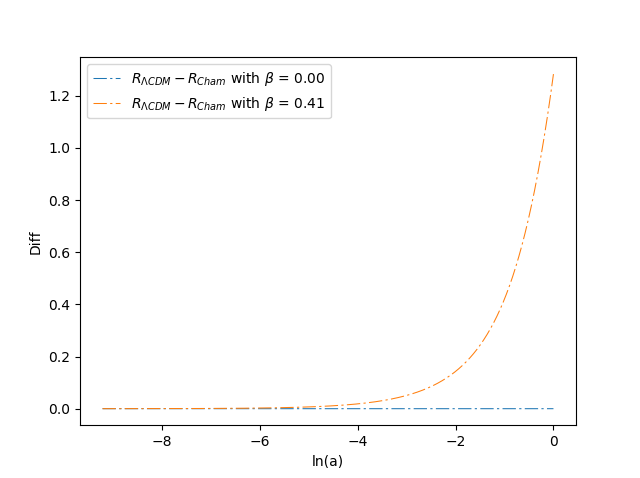 R_{ΛCDM} − R_{Cham} with β = 0.00
R_{ΛCDM} − R_{Cham} with β = 0.41
1.2
1.0
0.8
0.6
0.4
0.2
0.0
Diff
−8 −6 −4 −2 0
ln(a)